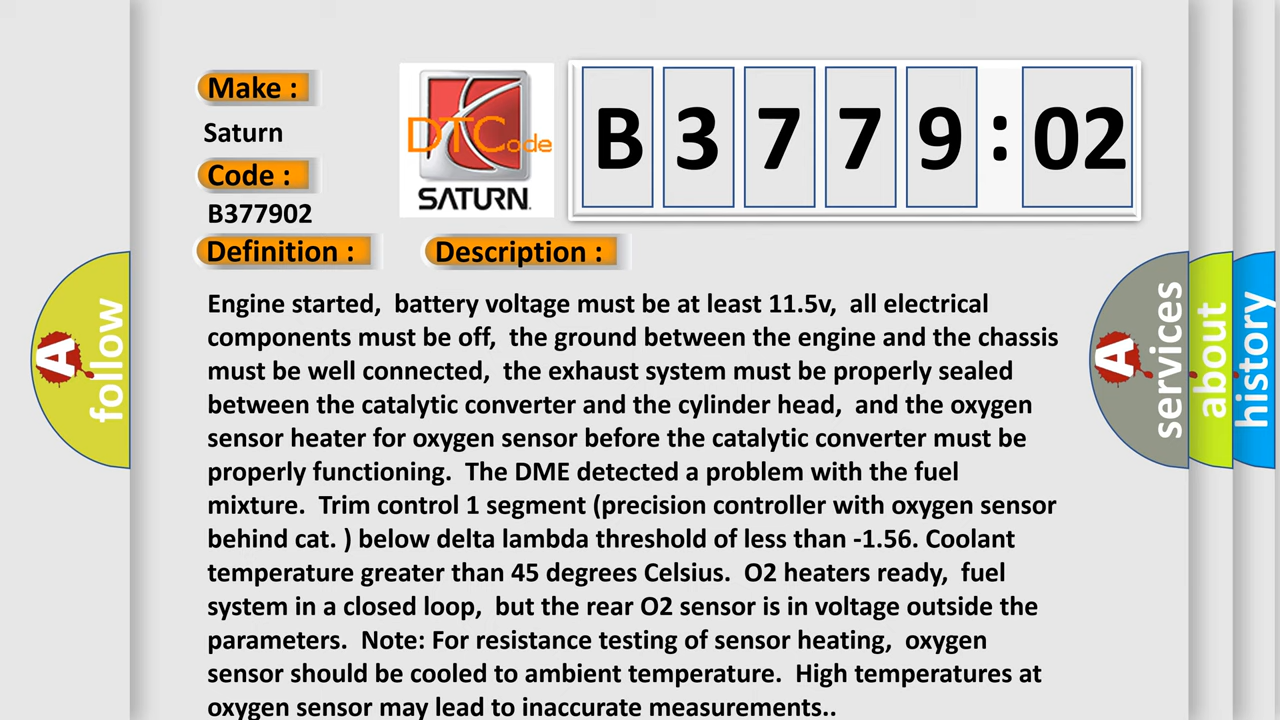 Make :
Saturn
Code :
B377902
Definition :
Description :
DTCode
SATURN
B3779:02
Engine started, battery voltage must be at least 11.5v, all electrical
components must be off, the ground between the engine and the chassis
must be well connected, the exhaust system must be properly sealed
between the catalytic converter and the cylinder head, and the oxygen
sensor heater for oxygen sensor before the catalytic converter must be
properly functioning. The DME detected a problem with the fuel
mixture. Trim control 1 segment (precision controller with oxygen sensor
behind cat. ) below delta lambda threshold of less than -1.56. Coolant
temperature greater than 45 degrees Celsius. O2 heaters ready, fuel
system in a closed loop, but the rear O2 sensor is in voltage outside the
parameters. Note: For resistance testing of sensor heating, oxygen
sensor should be cooled to ambient temperature. High temperatures at
oxygen sensor may lead to inaccurate measurements..
A follow
A services
about
history